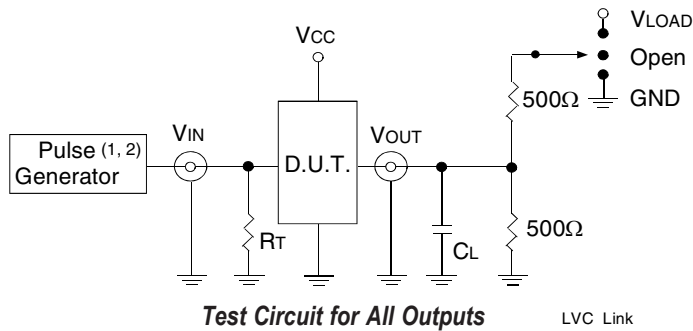 VLOAD
VCC
Open
500Ω
GND
VIN
VOUT
Pulse (1, 2)
Generator
D.U.T.
RT
CL
500Ω
Test Circuit for All Outputs
LVC Link